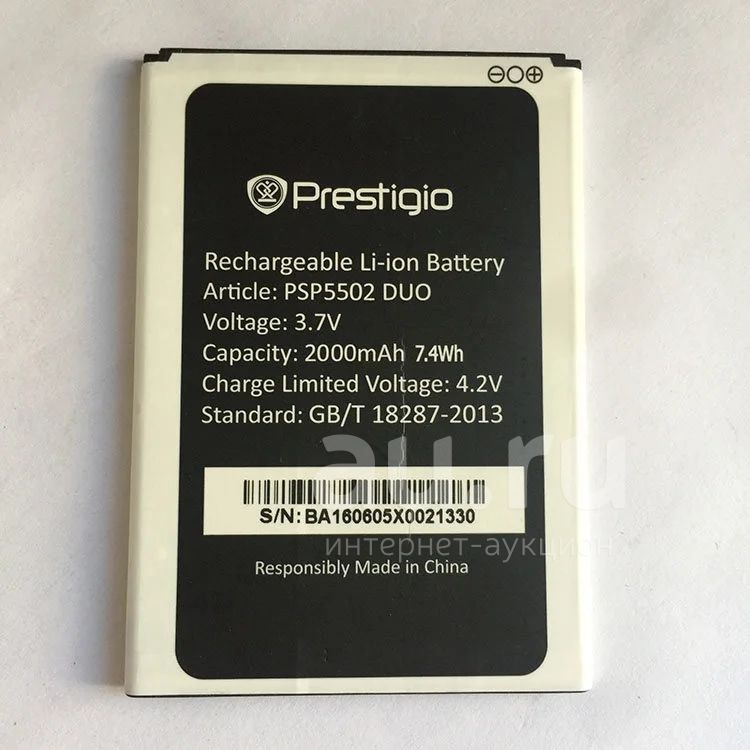 Prestigio
Rechargeable Li-ion Battery
Article: PSP5502 DUO
Voltage: 3.7V
Capacity: 2000mAh 7.4Wh
Charge Limited Voltage: 4.2V
Standard: GB/T 18287-2013
au.ru
S/N: BA160605X0021330
интернет-аукцион
Responsibly Made in China